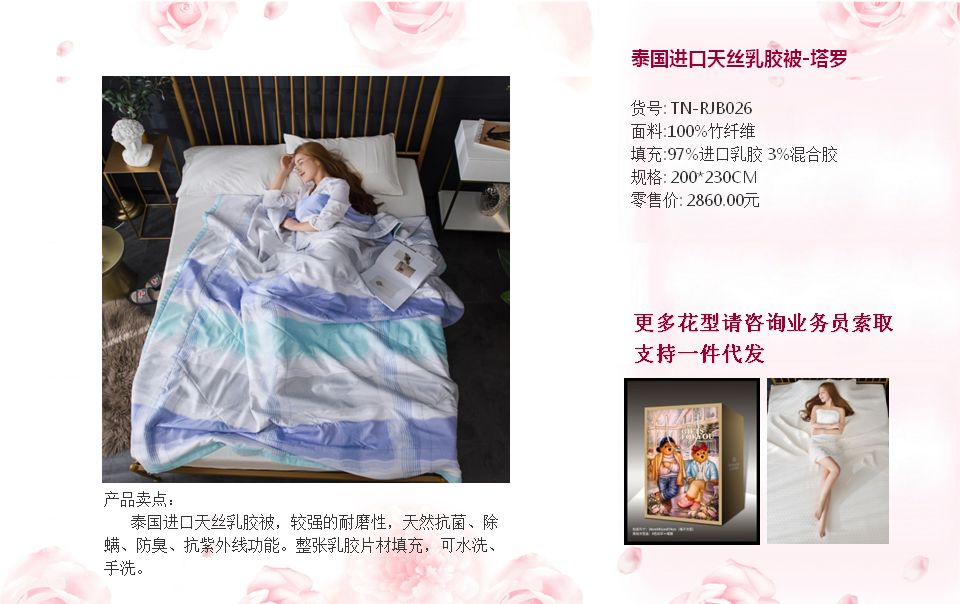 泰国进口天丝乳胶被-塔罗
货号: TN-RJB026
面料:100%竹纤维
填充:97%进口乳胶 3%混合胶
规格: 200*230CM
零售价: 2860.00元
更多花型请咨询业务员索取
支持一件代发
产品卖点：
泰国进口天丝乳胶被，较强的耐磨性，天然抗菌、除
螨、防臭、抗紫外线功能。整张乳胶片材填充，可水洗、
手洗。